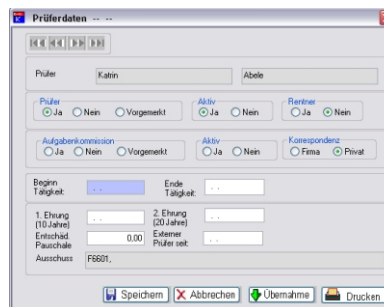 Prüferdaten -- --
Prüfer Katrin Abele
Prüfer Aktiv Rentner
Ja Nein Vorgemerkt Ja Nein Ja Nein
Aufgabenkommission Aktiv Korrespondenz
Ja Nein Vorgemerkt Ja Nein Firma Privat
Beginn Tätigkeit: . . Ende Tätigkeit: . .
1. Ehrung (10 Jahre) . . 2. Ehrung (20 Jahre) . .
Entschäd. Pauschale 0,00 Externer Prüfer seit: . .
Ausschuss F6601,
Speichern Abbrechen Übernahme Drucken